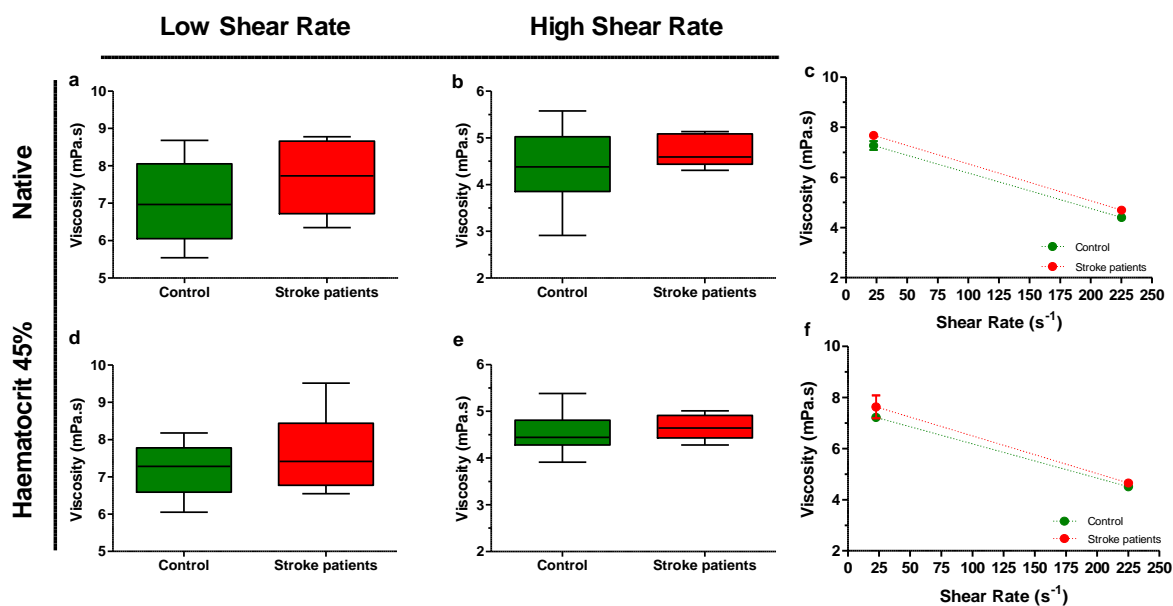 Low Shear Rate
High Shear Rate
Native
Haematocrit 45%
a
Viscosity (mPa.s)
10
9
8
7
6
5
Control
Stroke patients
b
Viscosity (mPa.s)
6
5
4
3
2
Control
Stroke patients
c
Viscosity (mPa.s)
10
8
6
4
2
Control
Stroke patients
0 25 50 75 100 125 150 175 200 225 250
Shear Rate (s⁻¹)
d
Viscosity (mPa.s)
10
9
8
7
6
5
Control
Stroke patients
e
Viscosity (mPa.s)
6
5
4
3
2
Control
Stroke patients
f
Viscosity (mPa.s)
10
8
6
4
2
Control
Stroke patients
0 25 50 75 100 125 150 175 200 225 250
Shear Rate (s⁻¹)